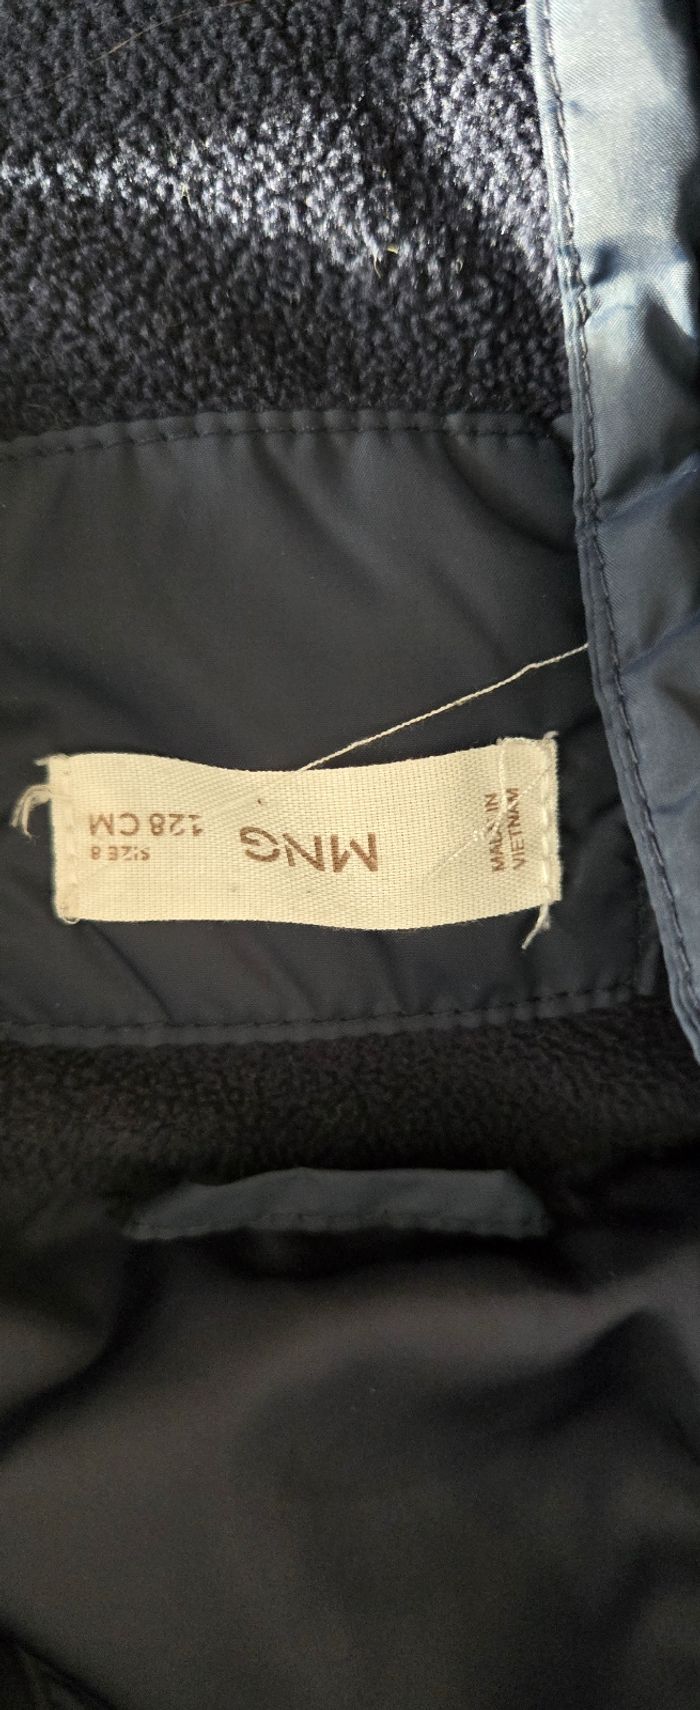 MNG
SIZE 8
128 CM
MADE IN
VIETNAM